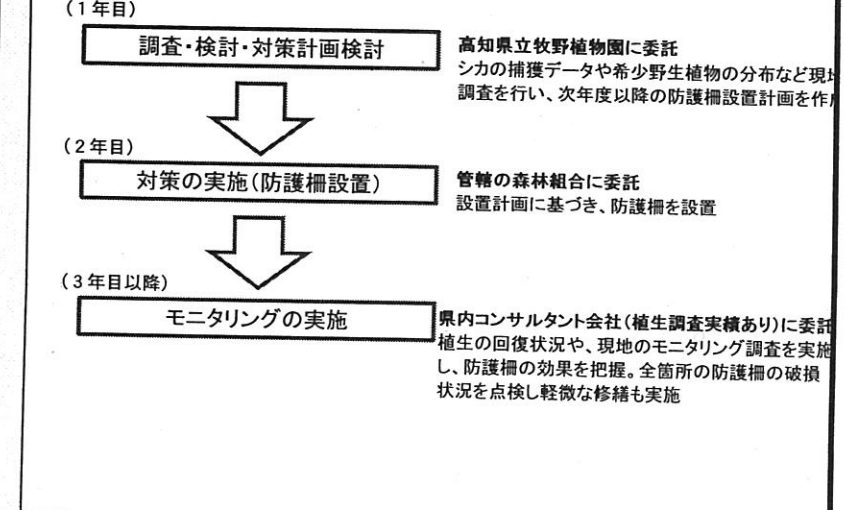 (1年目)
調査・検討・対策計画検討
高知県立牧野植物園に委託
シカの捕獲データや希少野生植物の分布など現地
調査を行い、次年度以降の防護柵設置計画を作
(2年目)
対策の実施(防護柵設置)
管轄の森林組合に委託
設置計画に基づき、防護柵を設置
(3年目以降)
モニタリングの実施
県内コンサルタント会社(植生調査実績あり)に委託
植生の回復状況や、現地のモニタリング調査を実施
し、防護柵の効果を把握。全箇所の防護柵の破損
状況を点検し軽微な修繕も実施